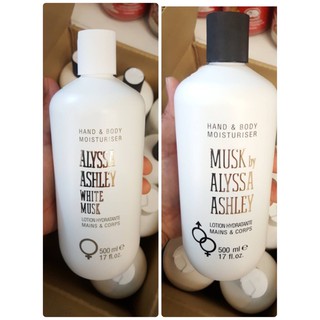 HAND & BODY
MOISTURISER
ALYSSA
ASHLEY
WHITE
MUSK
LOTION HYDRATANTE
MAINS & CORPS
500 ml e
17 fl.oz.
HAND & BODY
MOISTURISER
MUSK by
ALYSSA
ASHLEY
LOTION HYDRATANTE
MAINS & CORPS
500 ml e
17 fl.oz.